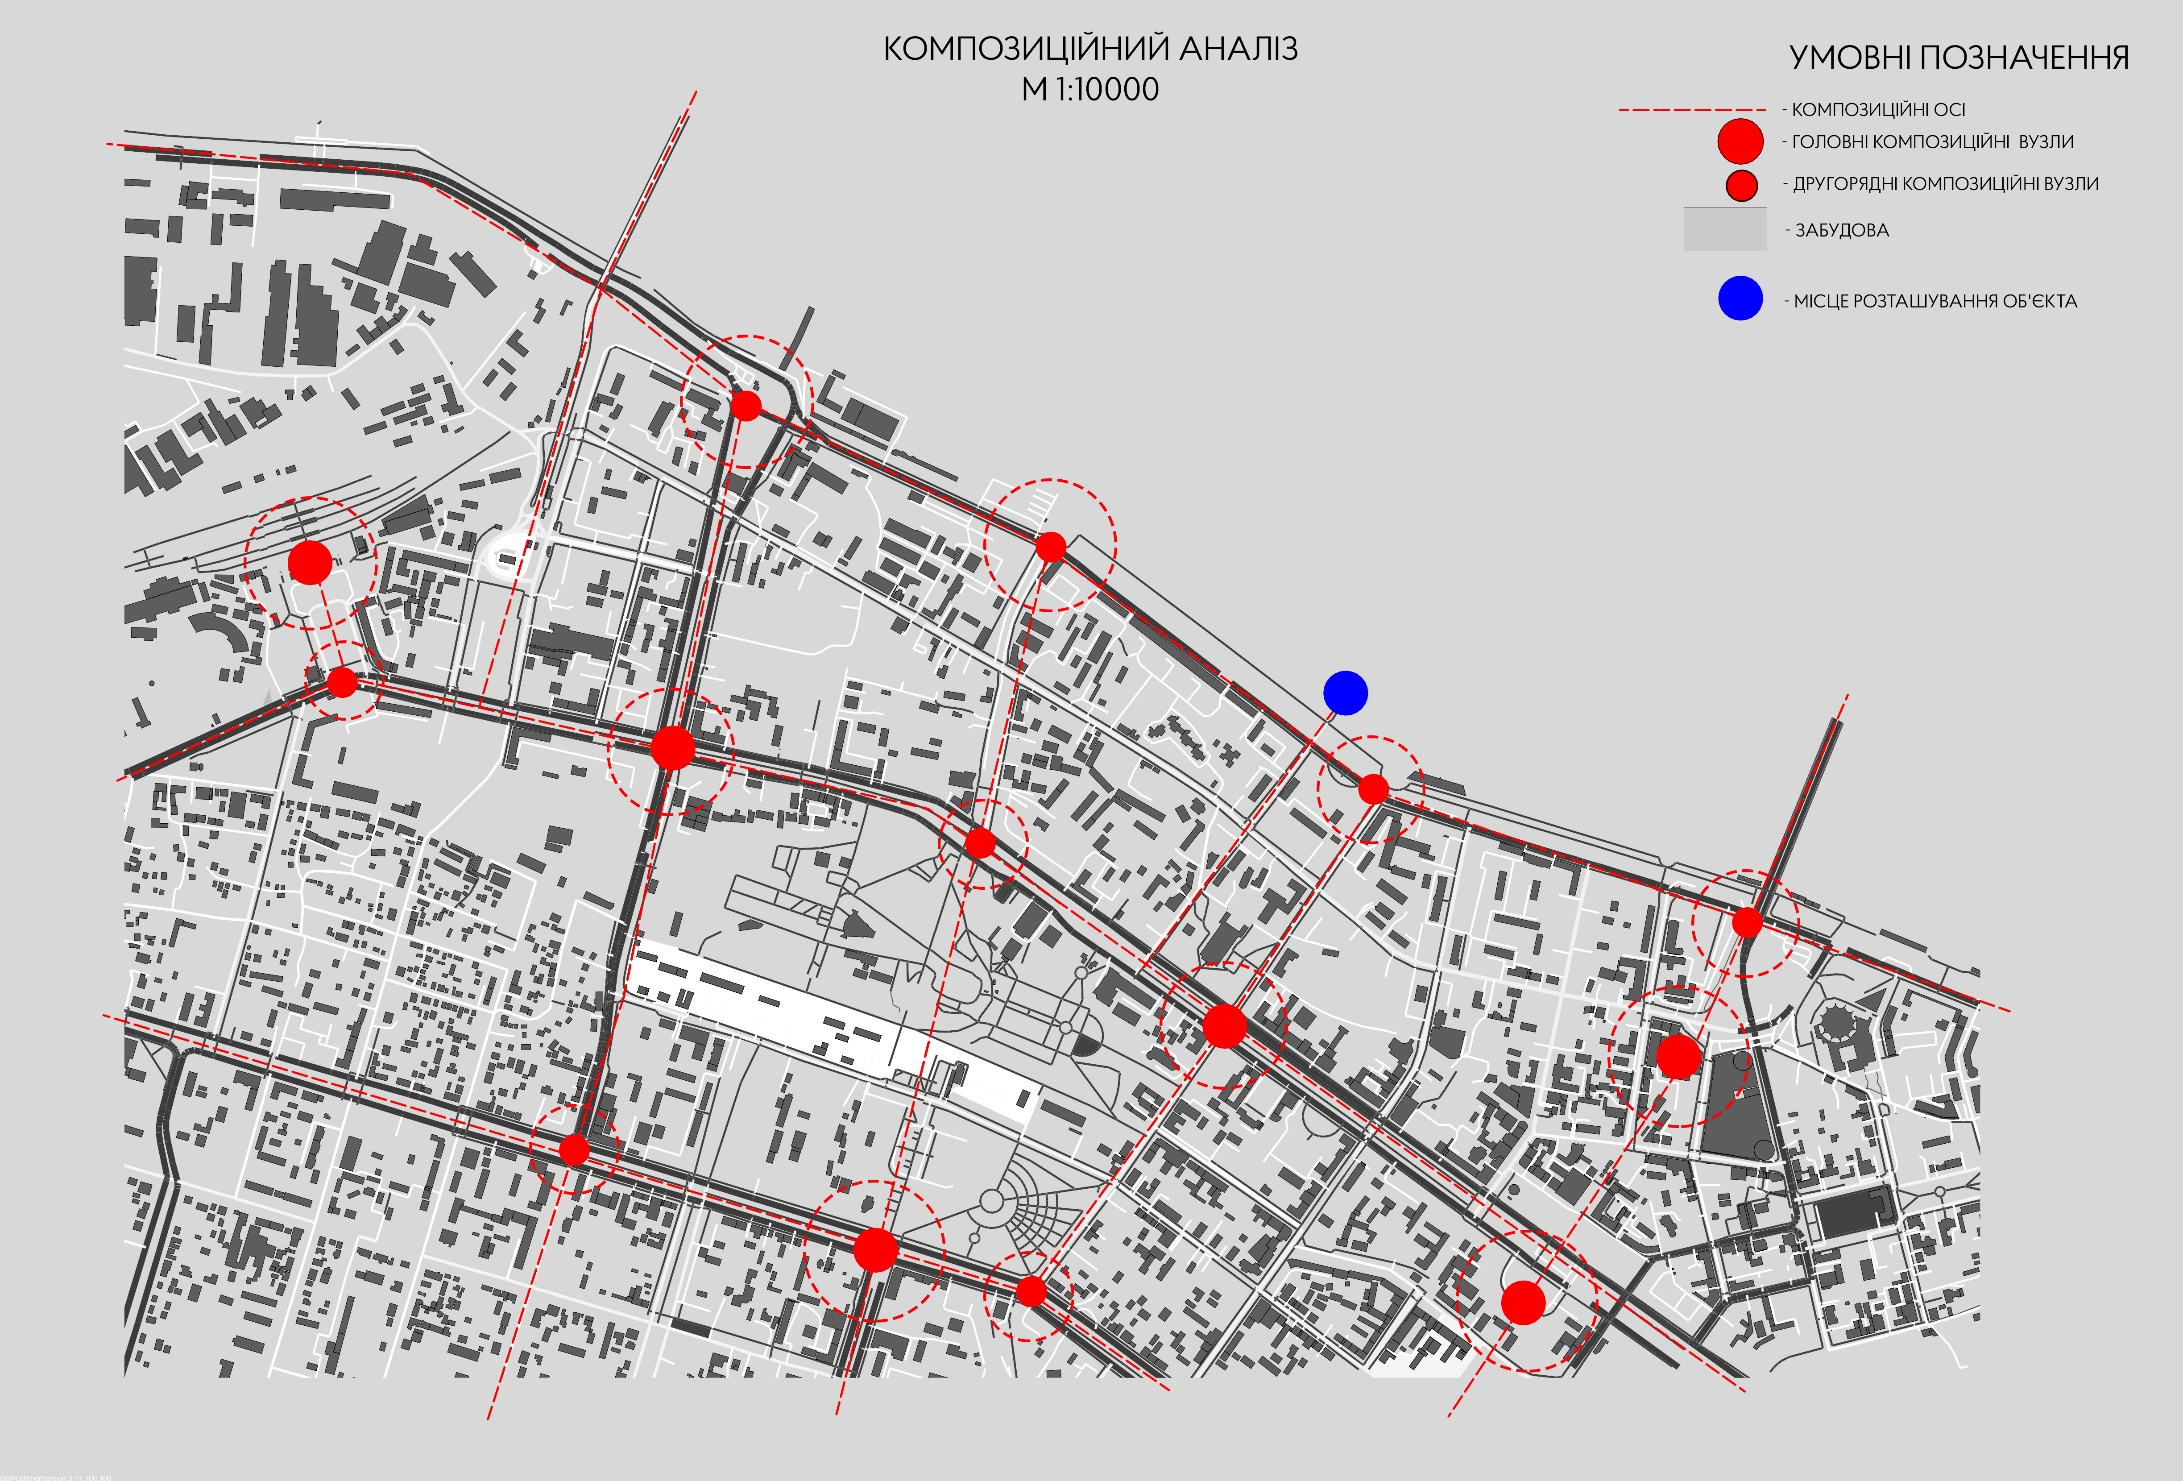 КОМПОЗИЦІЙНИЙ АНАЛІЗ
М 1:10000
УМОВНІ ПОЗНАЧЕННЯ
- КОМПОЗИЦІЙНІ ОСІ
- ГОЛОВНІ КОМПОЗИЦІЙНІ ВУЗЛИ
- ДРУГОРЯДНІ КОМПОЗИЦІЙНІ ВУЗЛИ
- ЗАБУДОВА
- МІСЦЕ РОЗТАШУВАННЯ ОБ'ЄКТА